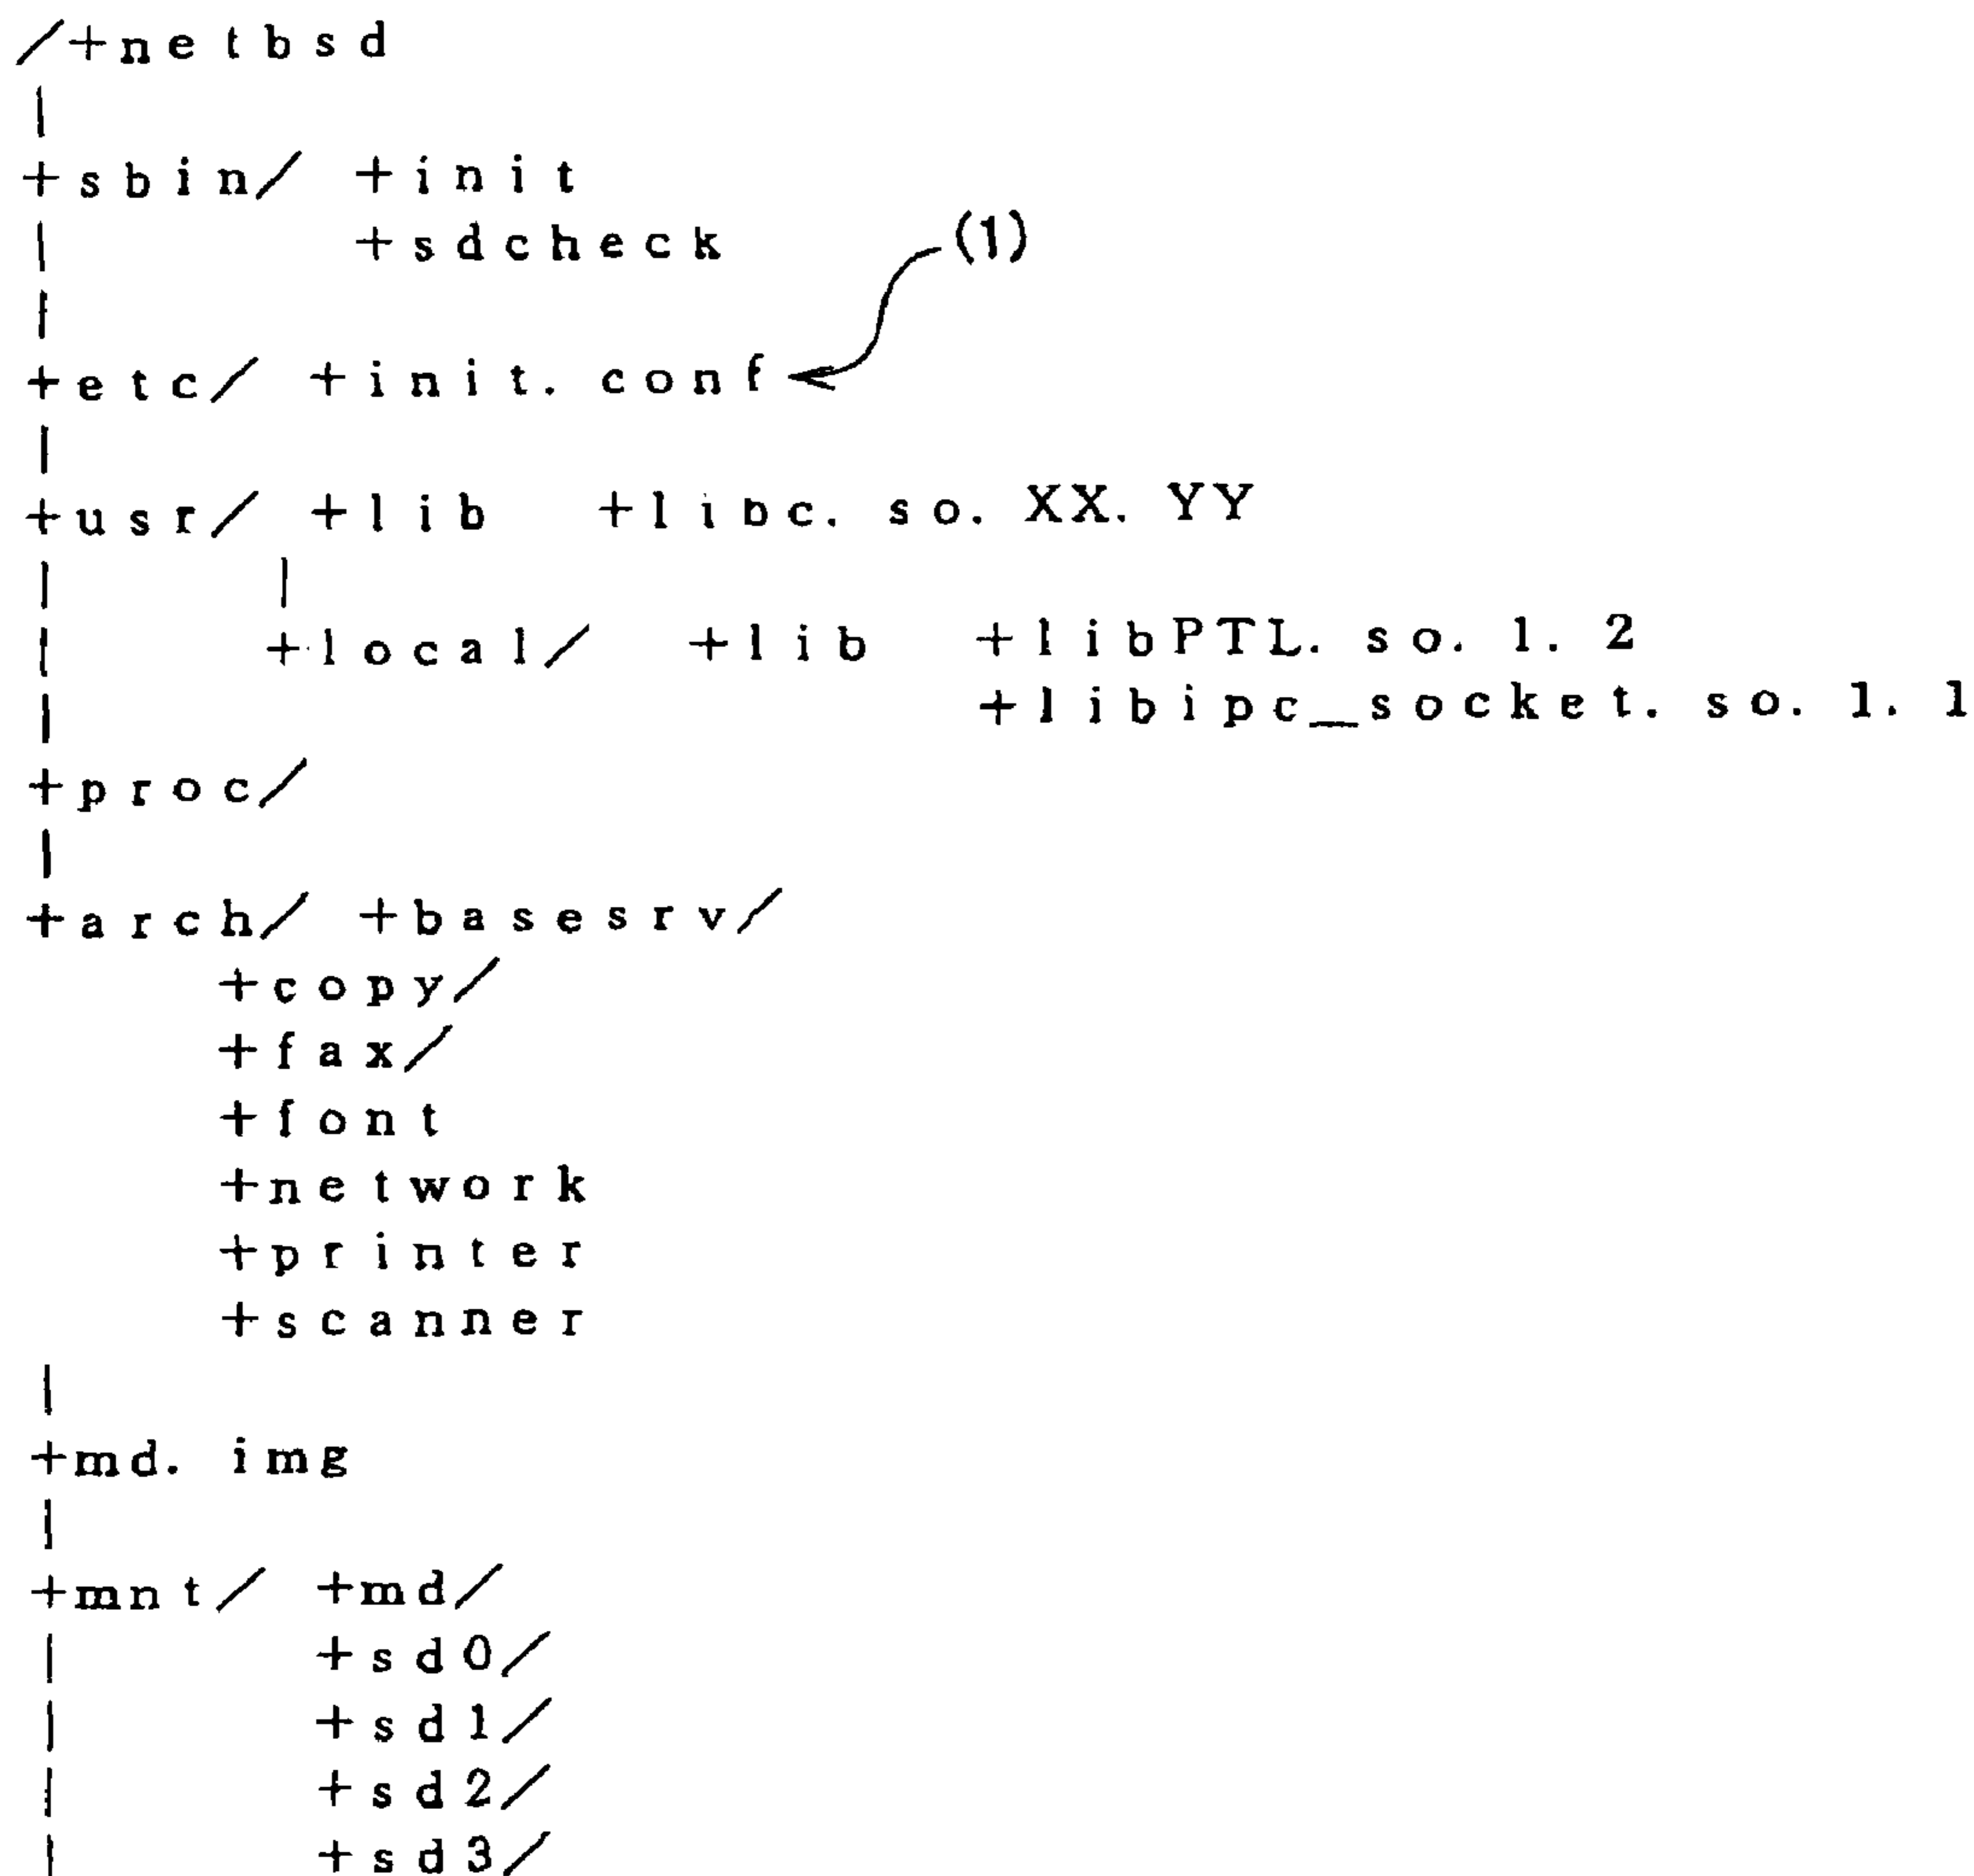 /+netbsd
|
+sbin/ +init
| +sdcheck (1)
|
+etc/ +init.conf
|
+usr/ +lib +libc.so.XX.YY
| |
| +local/ +lib +libPTL.so.1.2
| +libipc_socket.so.1.1
+proc/
|
+arch/ +basesrv/
+copy/
+fax/
+font
+network
+printer
+scanner
|
+md.img
|
+mnt/ +md/
| +sd0/
| +sd1/
| +sd2/
| +sd3/